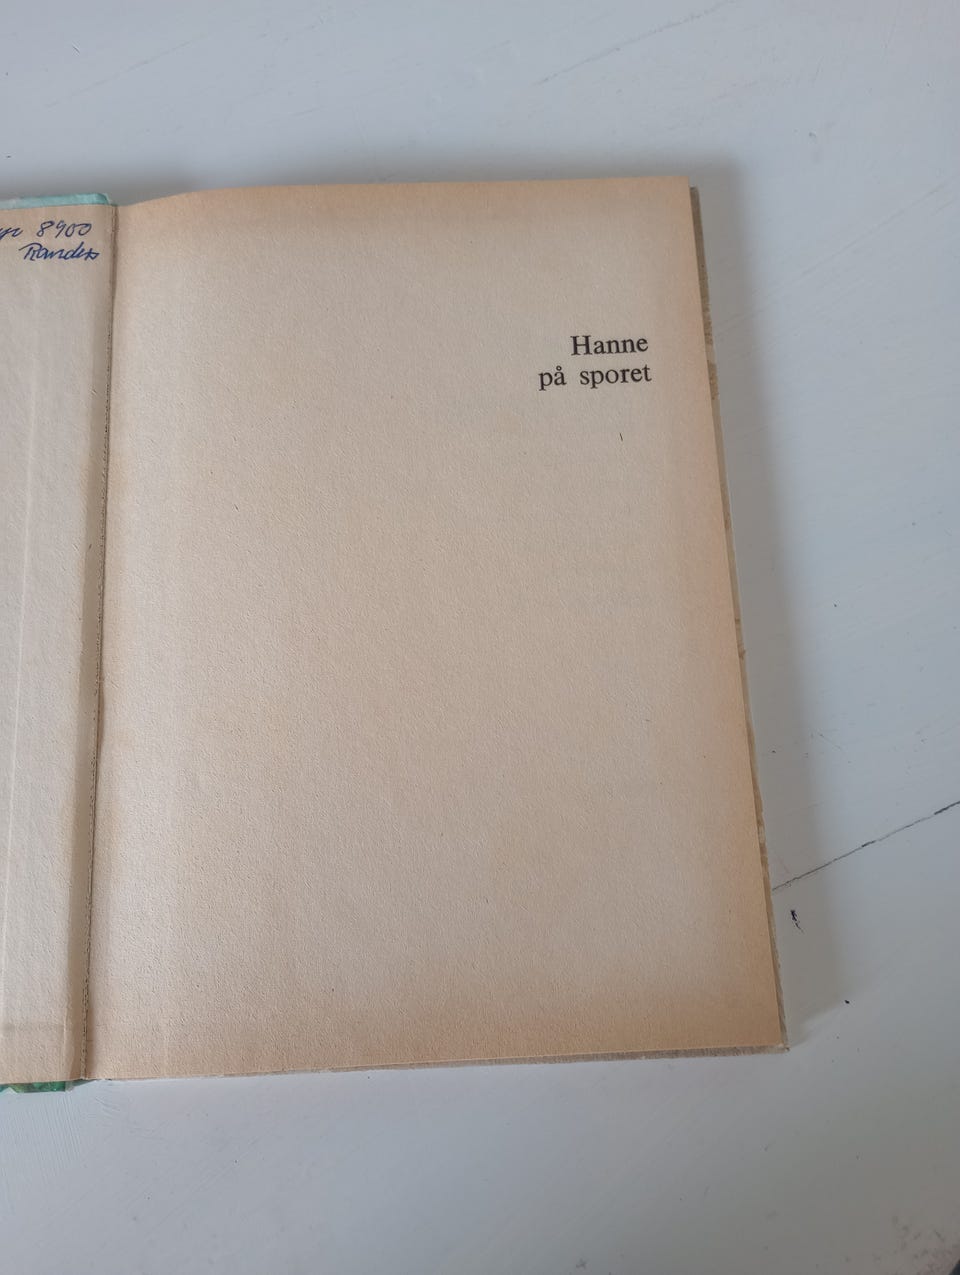 8900
Randers
Hanne
på sporet